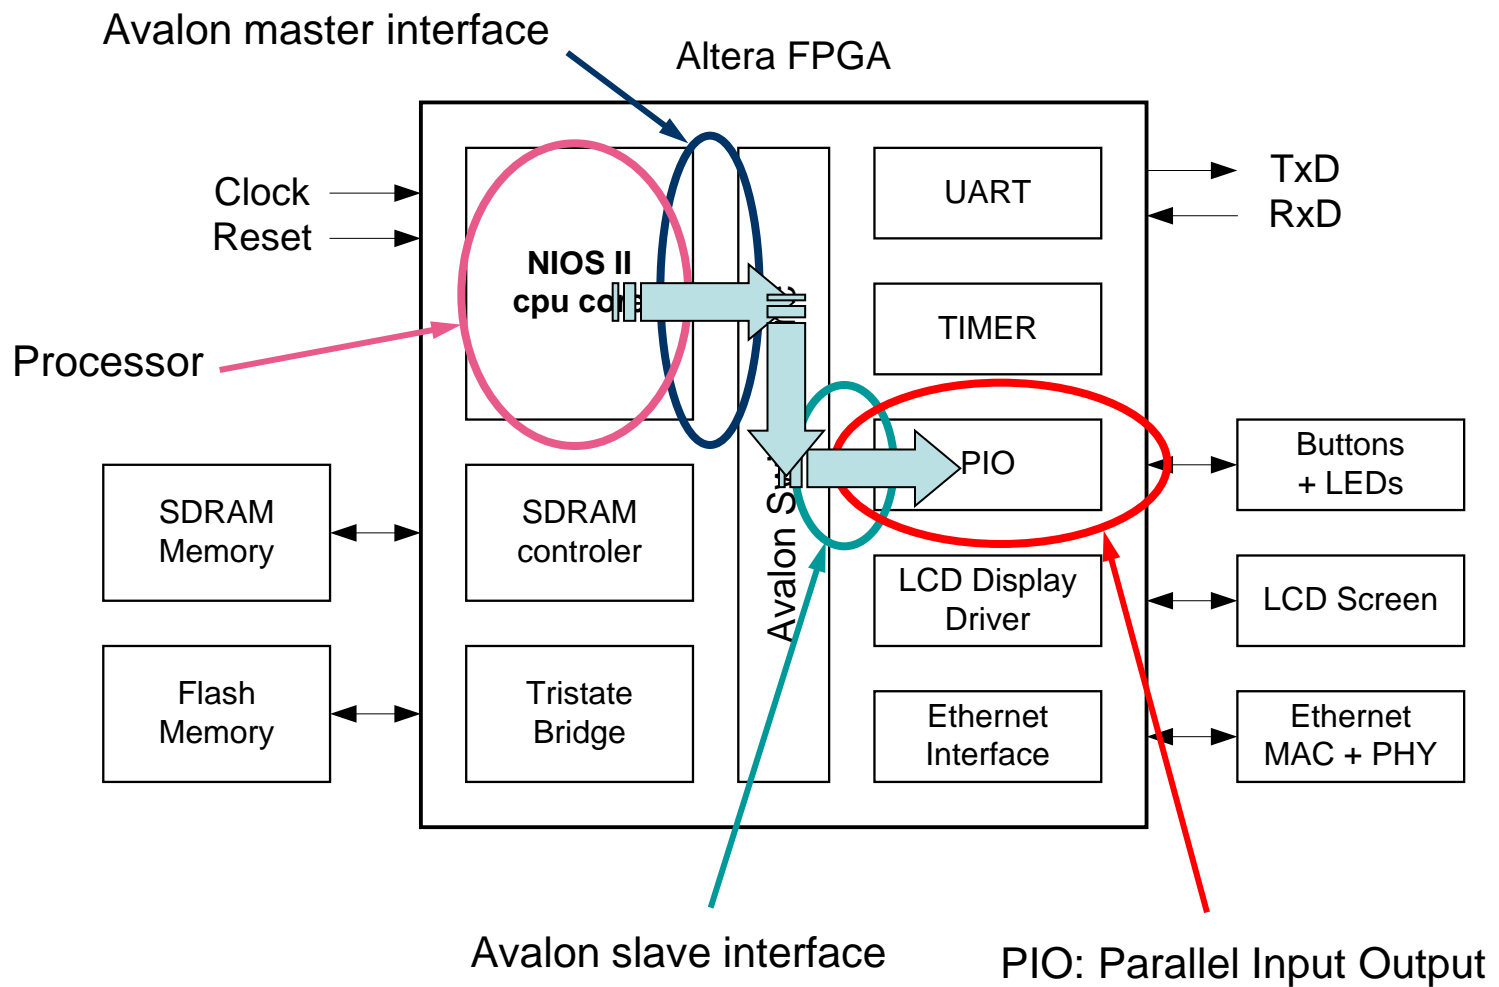 Avalon master interface
Altera FPGA
Clock
Reset
NIOS II
cpu core
Processor
UART
TxD
RxD
TIMER
PIO
Buttons
+ LEDs
SDRAM
Memory
SDRAM
controler
Avalon
LCD Display
Driver
LCD Screen
Flash
Memory
Tristate
Bridge
Ethernet
Interface
Ethernet
MAC + PHY
Avalon slave interface
PIO: Parallel Input Output